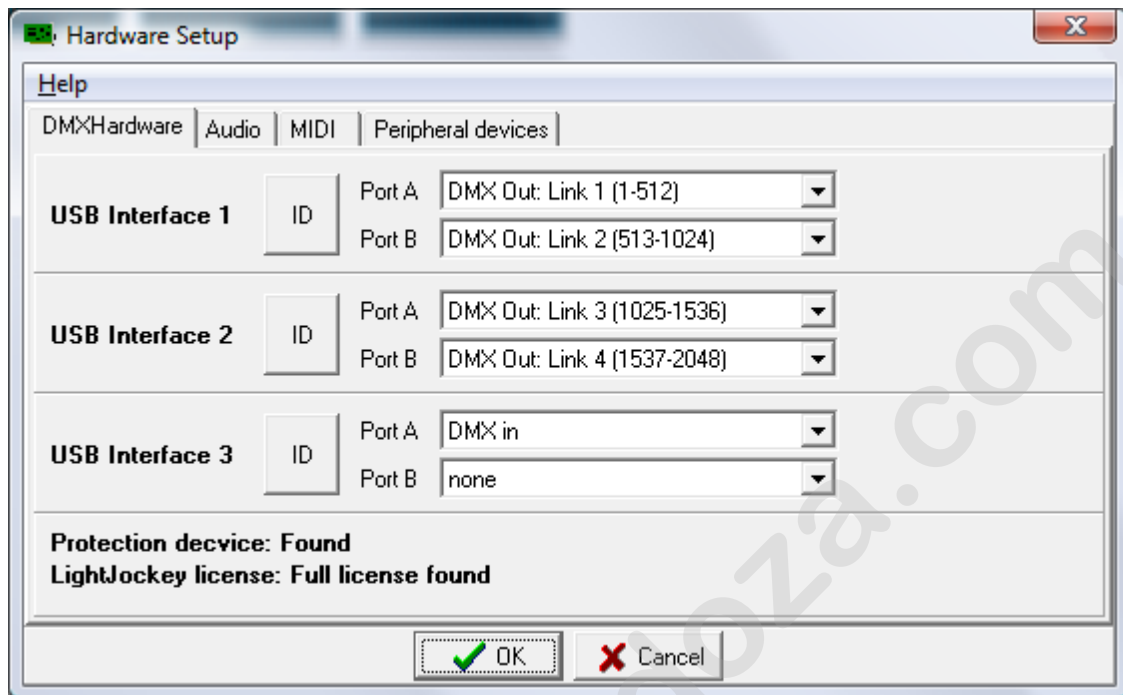 Hardware Setup
Help
DMXHardware Audio MIDI Peripheral devices
USB Interface 1 ID Port A DMX Out: Link 1 (1-512)
Port B DMX Out: Link 2 (513-1024)
USB Interface 2 ID Port A DMX Out: Link 3 (1025-1536)
Port B DMX Out: Link 4 (1537-2048)
USB Interface 3 ID Port A DMX in
Port B none
Protection decvice: Found
LightJockey license: Full license found
OK Cancel
oza.com